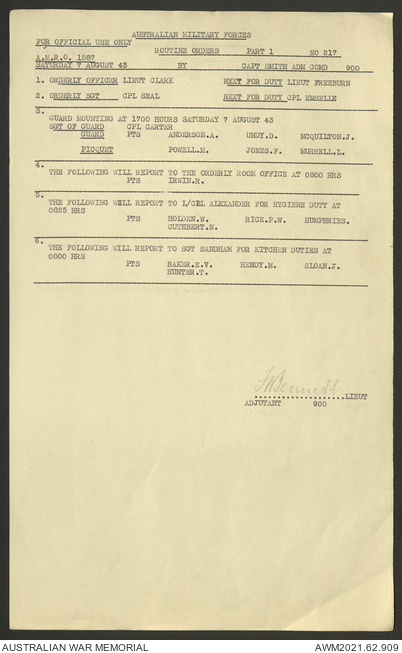 AUSTRALIAN MILITARY FORCES
FOR OFFICIAL USE ONLY
ROUTINE ORDERS PART 1 NO 217
A.M.R.O. 1587
SATURDAY 7 AUGUST 43 BY CAPT SMITH ADM COMD 900
1. ORDERLY OFFICER LIEUT CLARK NEXT FOR DUTY LIEUT FREEBURN
2. ORDERLY SGT CPL SEAL NEXT FOR DUTY CPL EMSELLE
3.
GUARD MOUNTING AT 1700 HOURS SATURDAY 7 AUGUST 43
SGT OF GUARD CPL CARTER
GUARD PTS ANDERSON.A. UMDY.D. MCQUILTON.J.
PICQUET POWELL.M. JONES.F. MURRELL.L.
4.
THE FOLLOWING WILL REPORT TO THE ORDERLY ROOM OFFICE AT 0800 HRS
PTS IRWIN.R.
5.
THE FOLLOWING WILL REPORT TO L/CPL ALEXANDER FOR HYGIENE DUTY AT
0825 HRS
PTS HOLDEN.W. RICE.P.W. HUMPHRIES.
CUTHBERT.N.
6.
THE FOLLOWING WILL REPORT TO SGT SANDHAM FOR KITCHEN DUTIES AT
0800 HRS
PTS BAKER.E.V. HENDY.M. SLOAN.J.
HUNTER.T.
LIEUT
ADJUTANT 900
AUSTRALIAN WAR MEMORIAL AWM2021.62.909